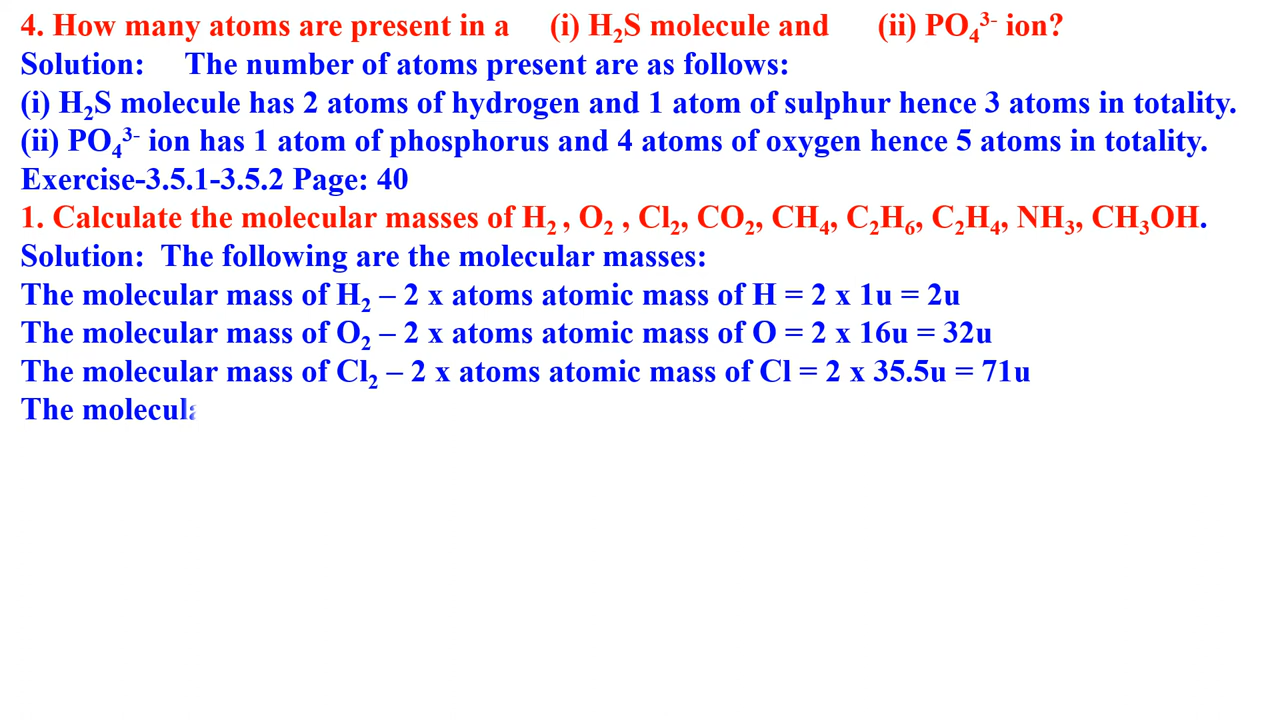 4. How many atoms are present in a (i) H₂S molecule and (ii) PO₄³⁻ ion?
Solution: The number of atoms present are as follows:
(i) H₂S molecule has 2 atoms of hydrogen and 1 atom of sulphur hence 3 atoms in totality.
(ii) PO₄³⁻ ion has 1 atom of phosphorus and 4 atoms of oxygen hence 5 atoms in totality.
Exercise-3.5.1-3.5.2 Page: 40
1. Calculate the molecular masses of H₂ , O₂ , Cl₂, CO₂, CH₄, C₂H₆, C₂H₄, NH₃, CH₃OH.
Solution: The following are the molecular masses:
The molecular mass of H₂ – 2 x atoms atomic mass of H = 2 x 1u = 2u
The molecular mass of O₂ – 2 x atoms atomic mass of O = 2 x 16u = 32u
The molecular mass of Cl₂ – 2 x atoms atomic mass of Cl = 2 x 35.5u = 71u
The molecula